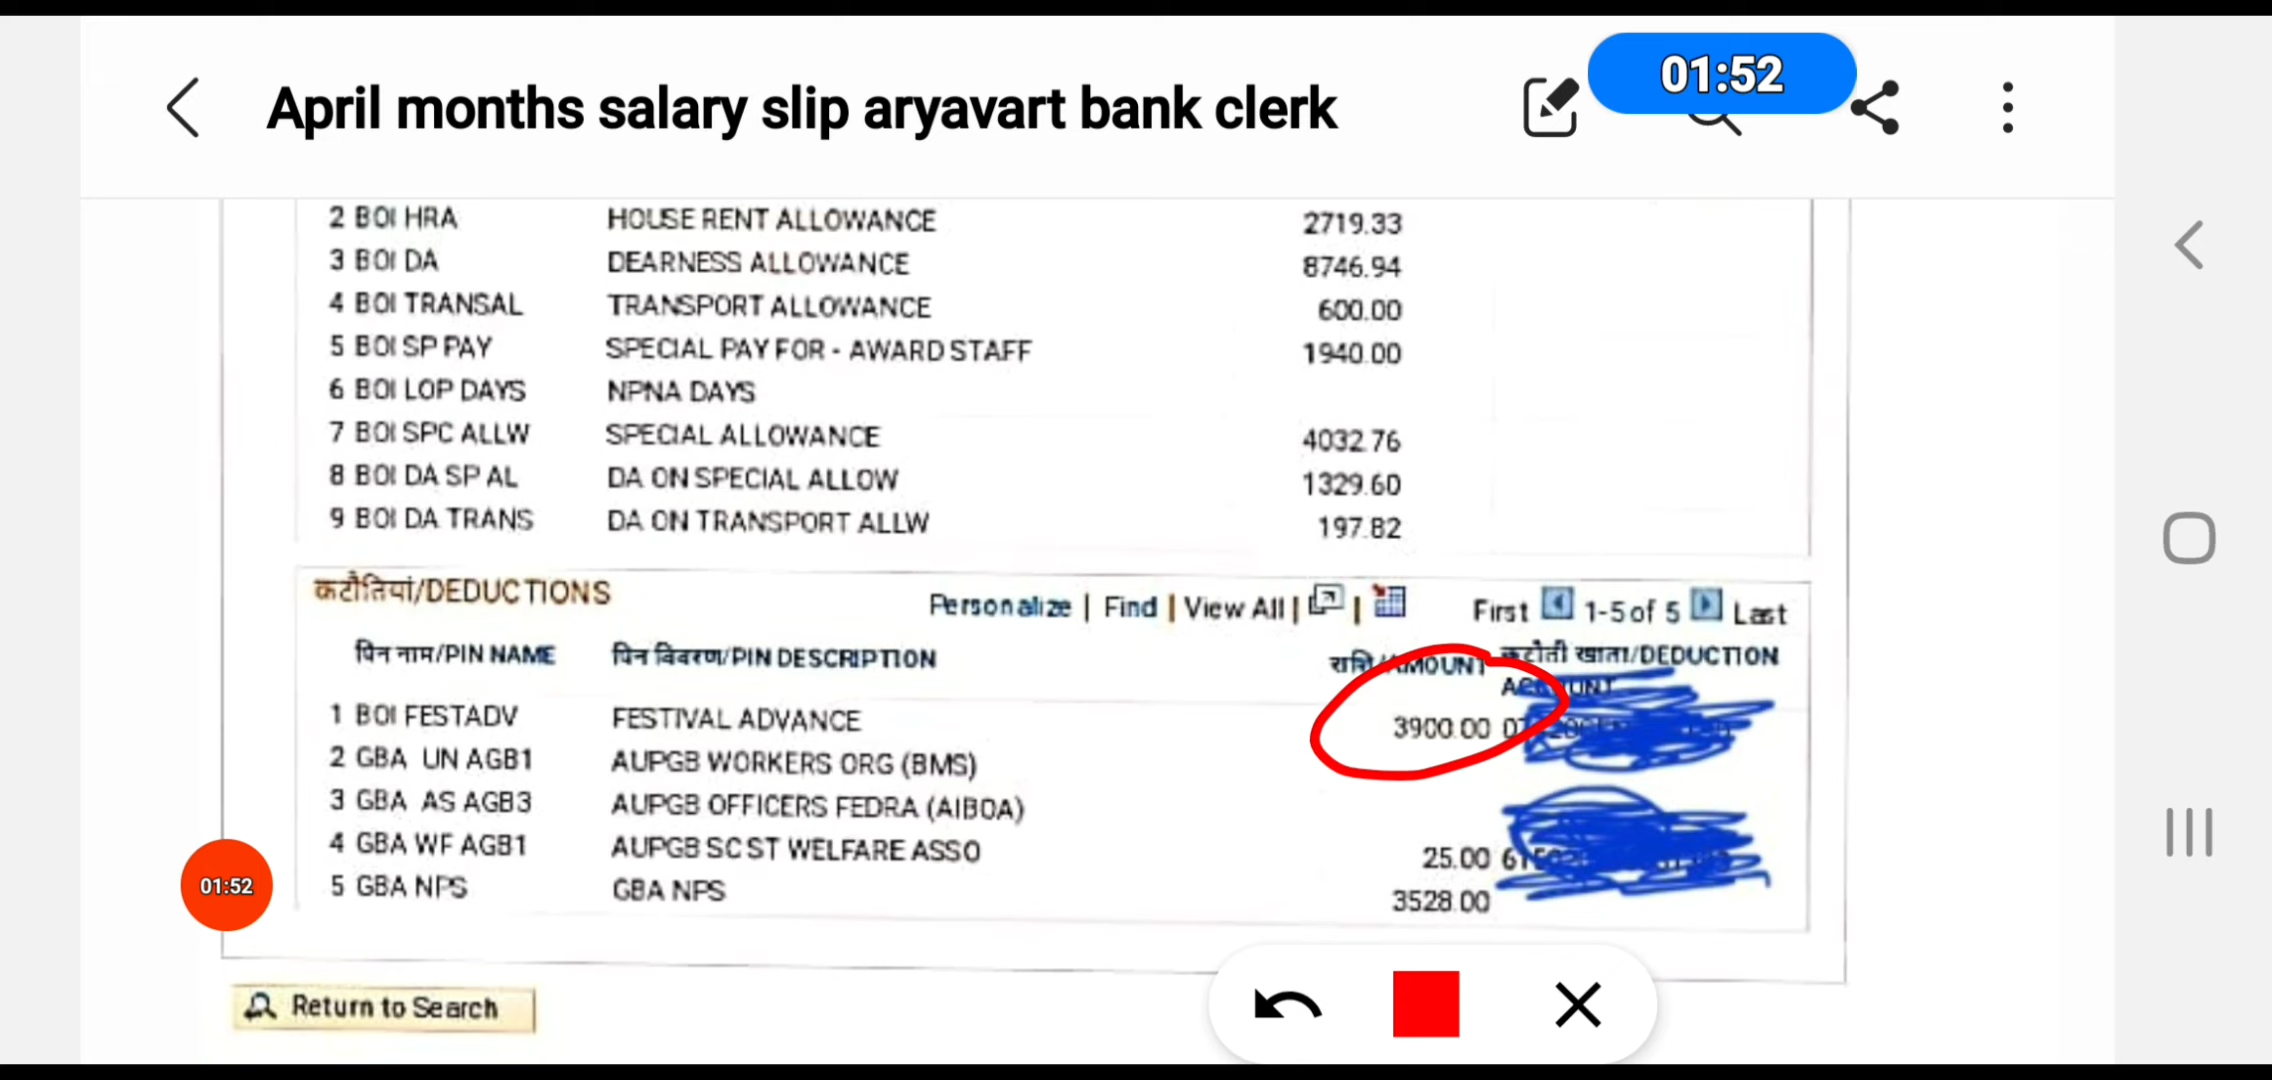 April months salary slip aryavart bank clerk
01:52
2 BOI HRA HOUSE RENT ALLOWANCE 2719.33
3 BOI DA DEARNESS ALLOWANCE 8746.94
4 BOI TRANSAL TRANSPORT ALLOWANCE 600.00
5 BOI SP PAY SPECIAL PAY FOR - AWARD STAFF 1940.00
6 BOI LOP DAYS NPNA DAYS
7 BOI SPC ALLW SPECIAL ALLOWANCE 4032.76
8 BOI DA SP AL DA ON SPECIAL ALLOW 1329.60
9 BOI DA TRANS DA ON TRANSPORT ALLW 197.82
कटौतियां/DEDUCTIONS Personalize | Find | View All | | First 1-5 of 5 Last
पिन नाम/PIN NAME पिन विवरण/PIN DESCRIPTION राशि/AMOUNT कटौती खाता/DEDUCTION
ACCOUNT
1 BOI FESTADV FESTIVAL ADVANCE 3900.00
2 GBA UN AGB1 AUPGB WORKERS ORG (BMS)
3 GBA AS AGB3 AUPGB OFFICERS FEDRA (AIBOA)
4 GBA WF AGB1 AUPGB SC ST WELFARE ASSO 25.00
5 GBA NPS GBA NPS 3528.00
01:52
Return to Search